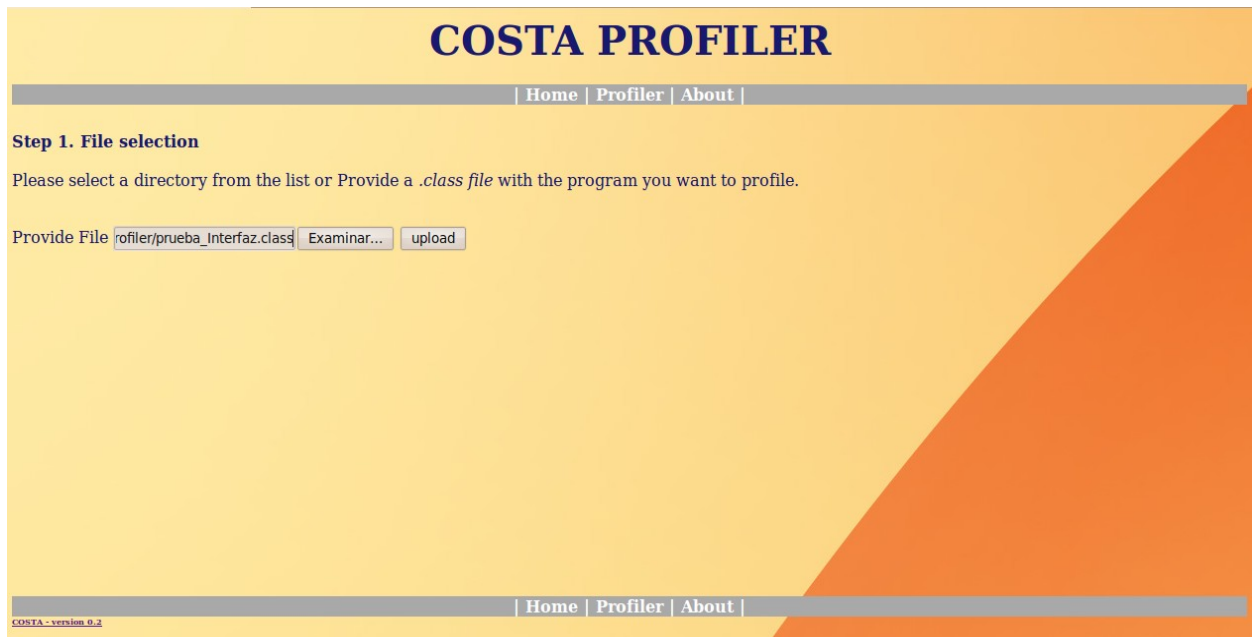 COSTA PROFILER
| Home | Profiler | About |
Step 1. File selection
Please select a directory from the list or Provide a .class file with the program you want to profile.
Provide File rofiler/prueba_Interfaz.class Examinar... upload
| Home | Profiler | About |
COSTA - version 0.2